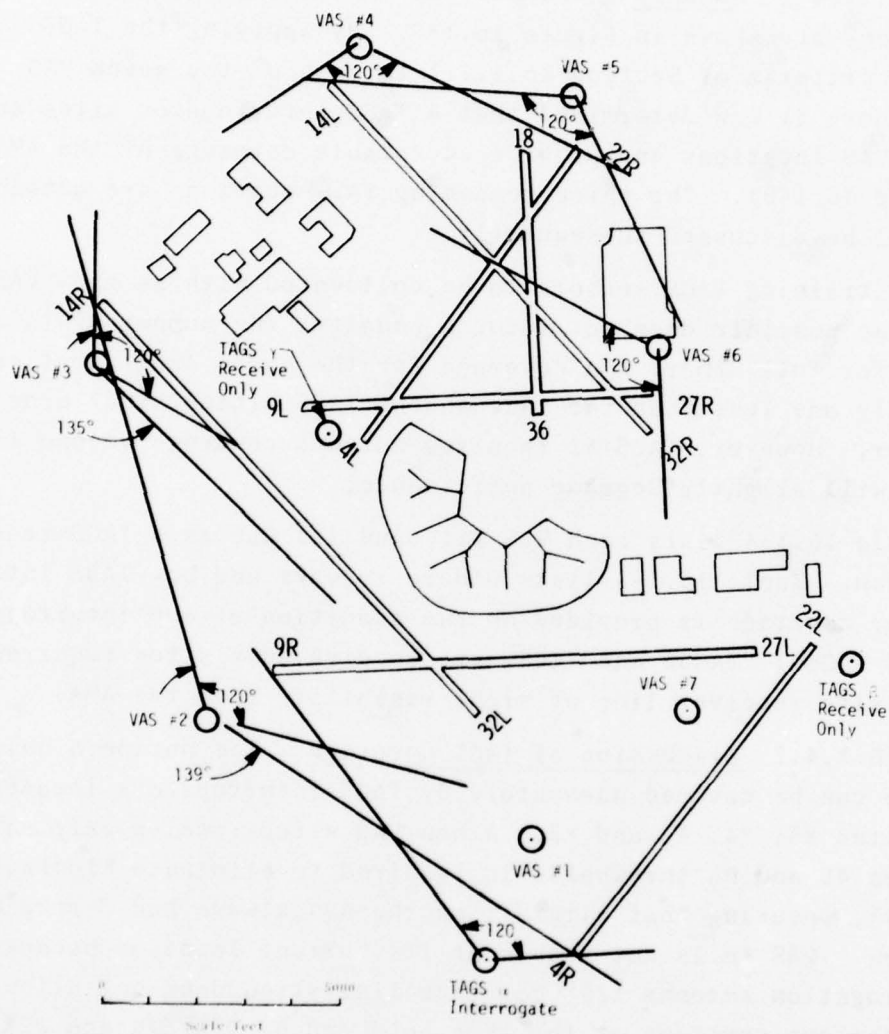 VAS #4
120°
VAS #5
120°
14L
18
22R
14R
120°
VAS #3
135°
TAGS
Receive
Only
120°
VAS #6
9L
4L
36
27R
32R
9R
27L
22L
120°
VAS #2
139°
32L
VAS #7
TAGS
Receive
Only
VAS #1
120
TAGS
Interrogate
4R
0
5000
Scale feet